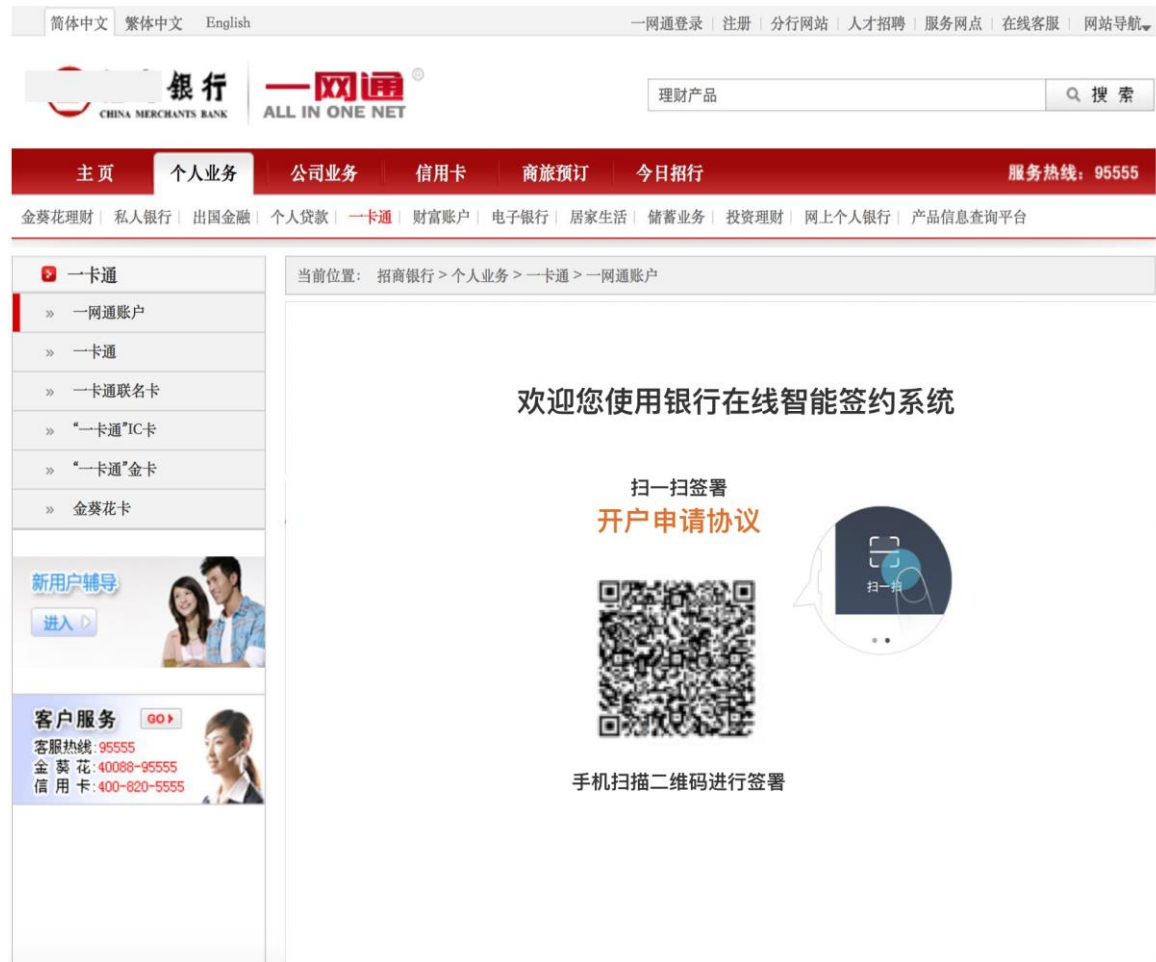 简体中文 繁体中文 English
一网通登录 | 注册 | 分行网站 | 人才招聘 | 服务网点 | 在线客服 | 网站导航
银行
CHINA MERCHANTS BANK
一网通®
ALL IN ONE NET
理财产品
搜 索
主页 个人业务 公司业务 信用卡 商旅预订 今日招行 服务热线：95555
金葵花理财 | 私人银行 | 出国金融 | 个人贷款 | 一卡通 | 财富账户 | 电子银行 | 居家生活 | 储蓄业务 | 投资理财 | 网上个人银行 | 产品信息查询平台
一卡通
» 一网通账户
» 一卡通
» 一卡通联名卡
» “一卡通”IC卡
» “一卡通”金卡
» 金葵花卡
新用户辅导
进入
客户服务 GO
客服热线:95555
金葵花:40088-95555
信用卡:400-820-5555
当前位置： 招商银行 > 个人业务 > 一卡通 > 一网通账户
欢迎您使用银行在线智能签约系统
扫一扫签署
开户申请协议
扫一扫
手机扫描二维码进行签署